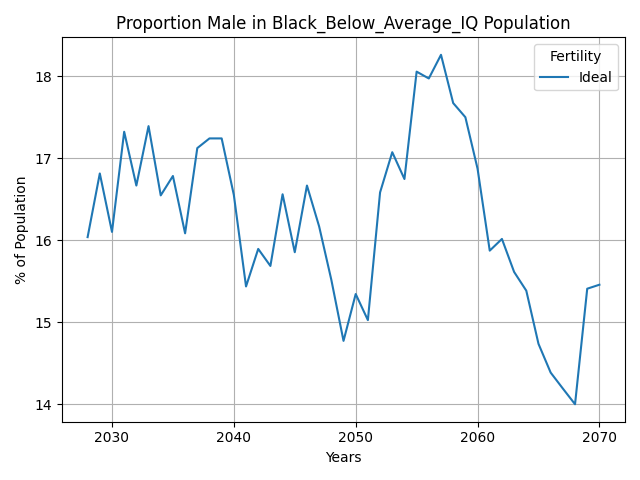 Proportion Male in Black_Below_Average_IQ Population
Fertility
Ideal
18
17
16
15
14
% of Population
2030 2040 2050 2060 2070
Years